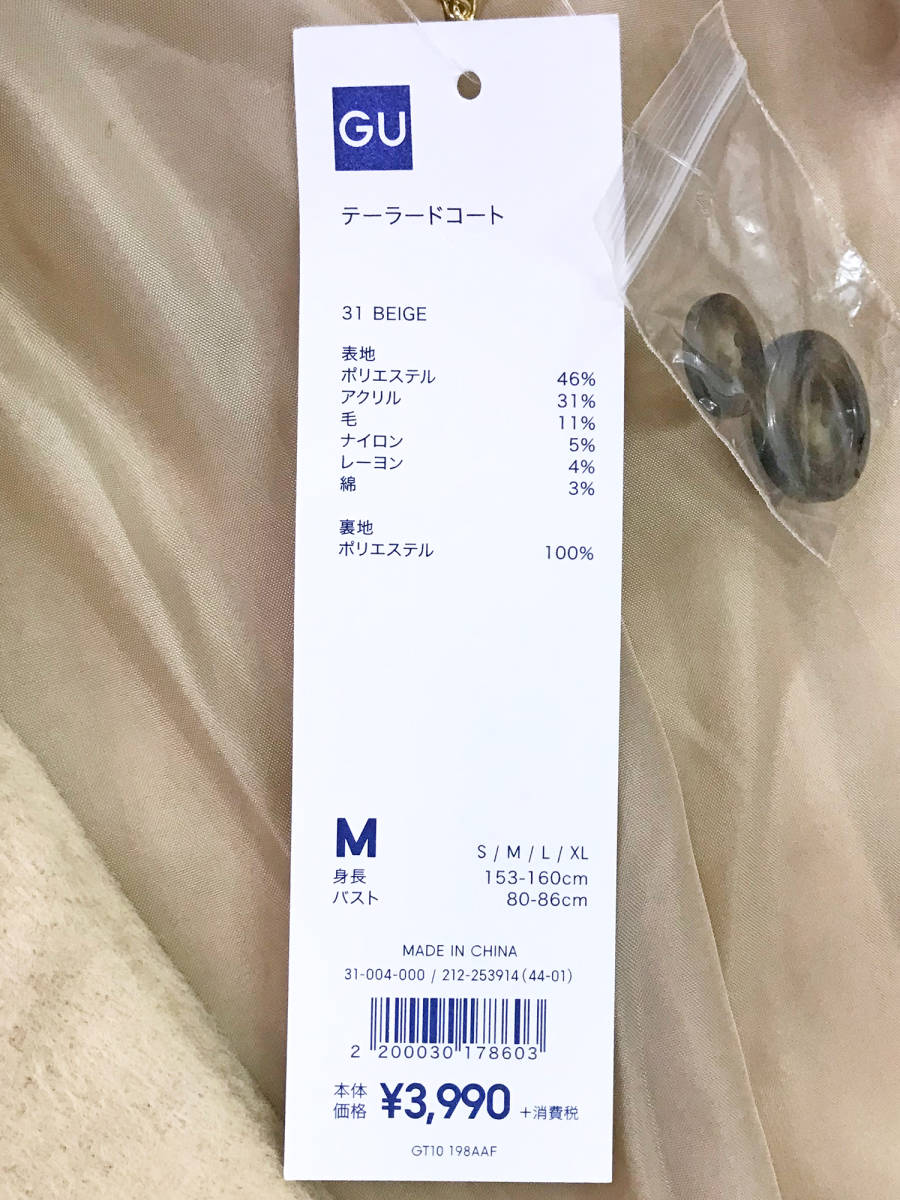 GU
テーラードコート
31 BEIGE
表地
ポリエステル 46%
アクリル 31%
毛 11%
ナイロン 5%
レーヨン 4%
綿 3%
裏地
ポリエステル 100%
M S / M / L / XL
身長 153-160cm
バスト 80-86cm
MADE IN CHINA
31-004-000 / 212-253914(44-01)
2 200030 178603
本体価格 ¥3,990 +消費税
GT10 198AAF